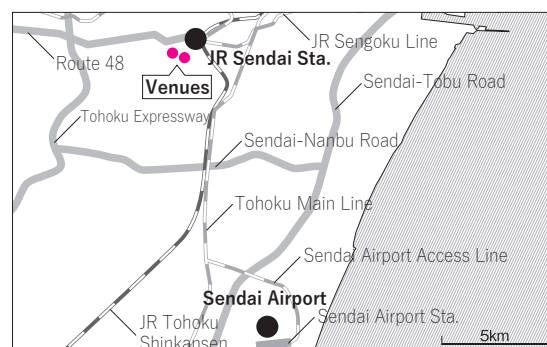 JR Sengoku Line
JR Sendai Sta.
Route 48
Venues
Sendai-Tobu Road
Tohoku Expressway
Sendai-Nanbu Road
Tohoku Main Line
Sendai Airport Access Line
Sendai Airport
Sendai Airport Sta.
JR Tohoku
Shinkansen
5km